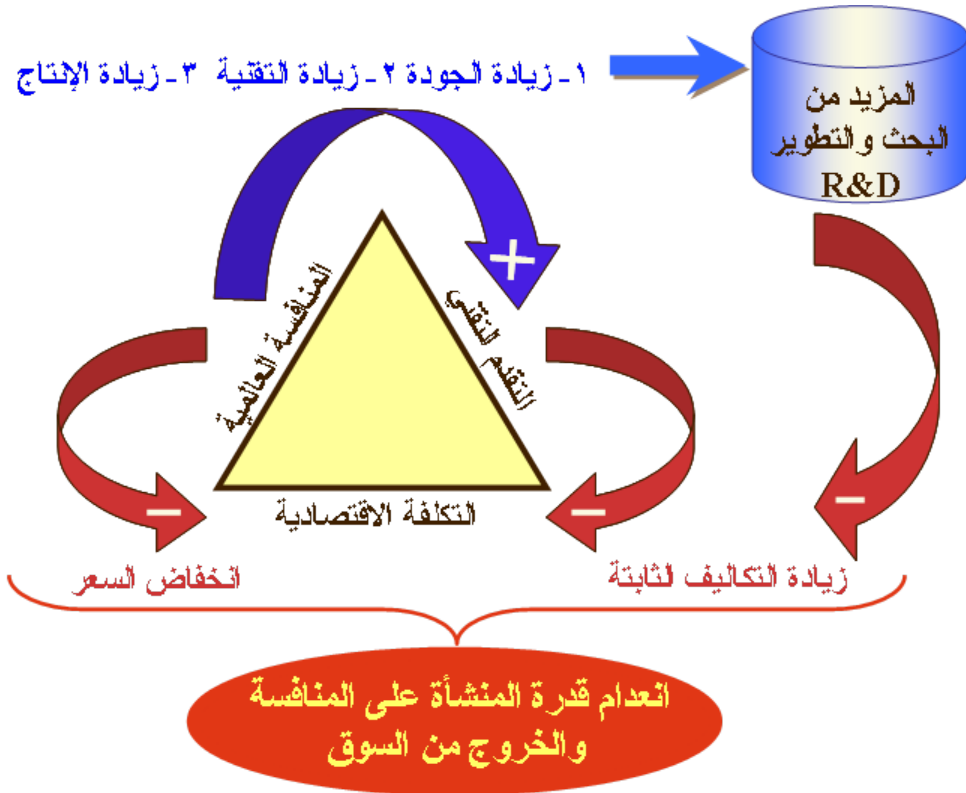 ١- زيادة الجودة ٢- زيادة التقنية ٣- زيادة الإنتاج
المزيد من
البحث والتطوير
R&D
المنافسة العالمية
التقدم التقني
التكلفة الاقتصادية
زيادة التكاليف الثابتة
انخفاض السعر
انعدام قدرة المنشأة على المنافسة
والخروج من السوق